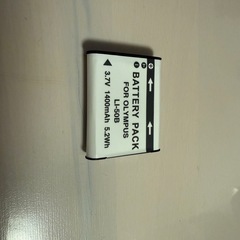 BATTERY PACK
FOR OLYMPUS
LI-50B
3.7V 1400mAh 5.2Wh